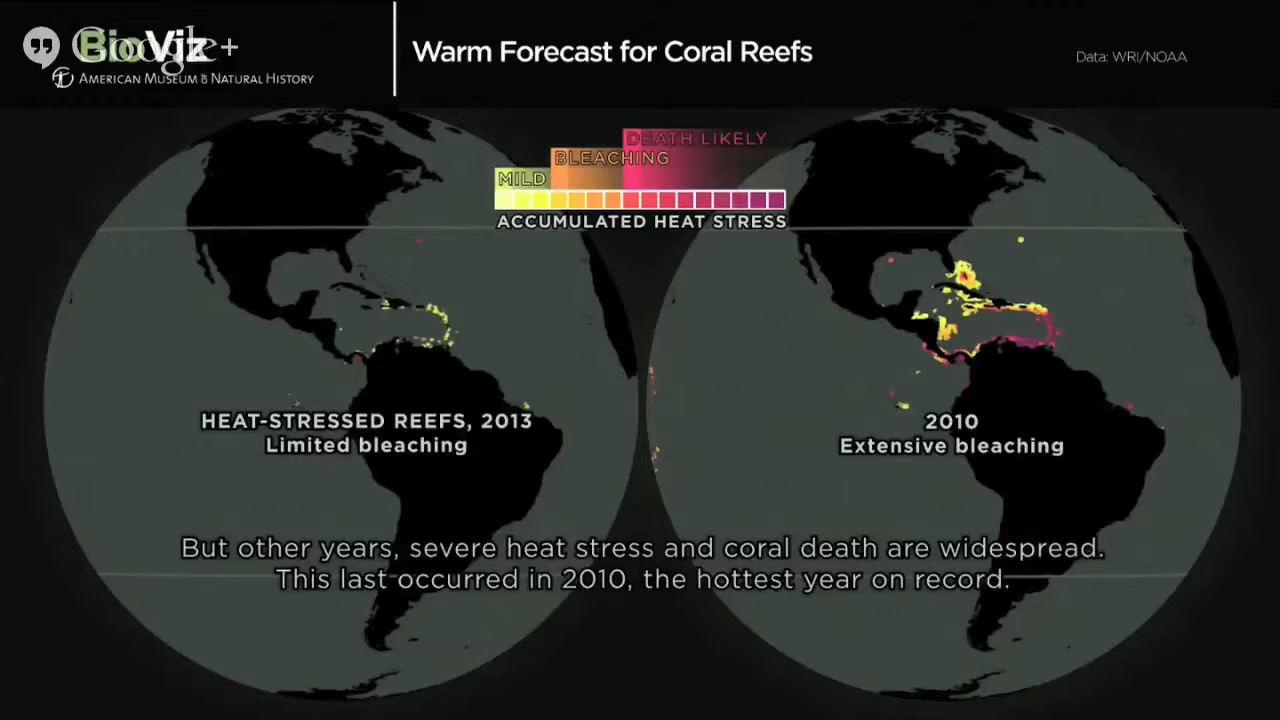 BioViz
Google+
AMERICAN MUSEUM & NATURAL HISTORY
Warm Forecast for Coral Reefs
Data: WRI/NOAA
DEATH LIKELY
BLEACHING
MILD
ACCUMULATED HEAT STRESS
HEAT-STRESSED REEFS, 2013
Limited bleaching
2010
Extensive bleaching
But other years, severe heat stress and coral death are widespread.
This last occurred in 2010, the hottest year on record.